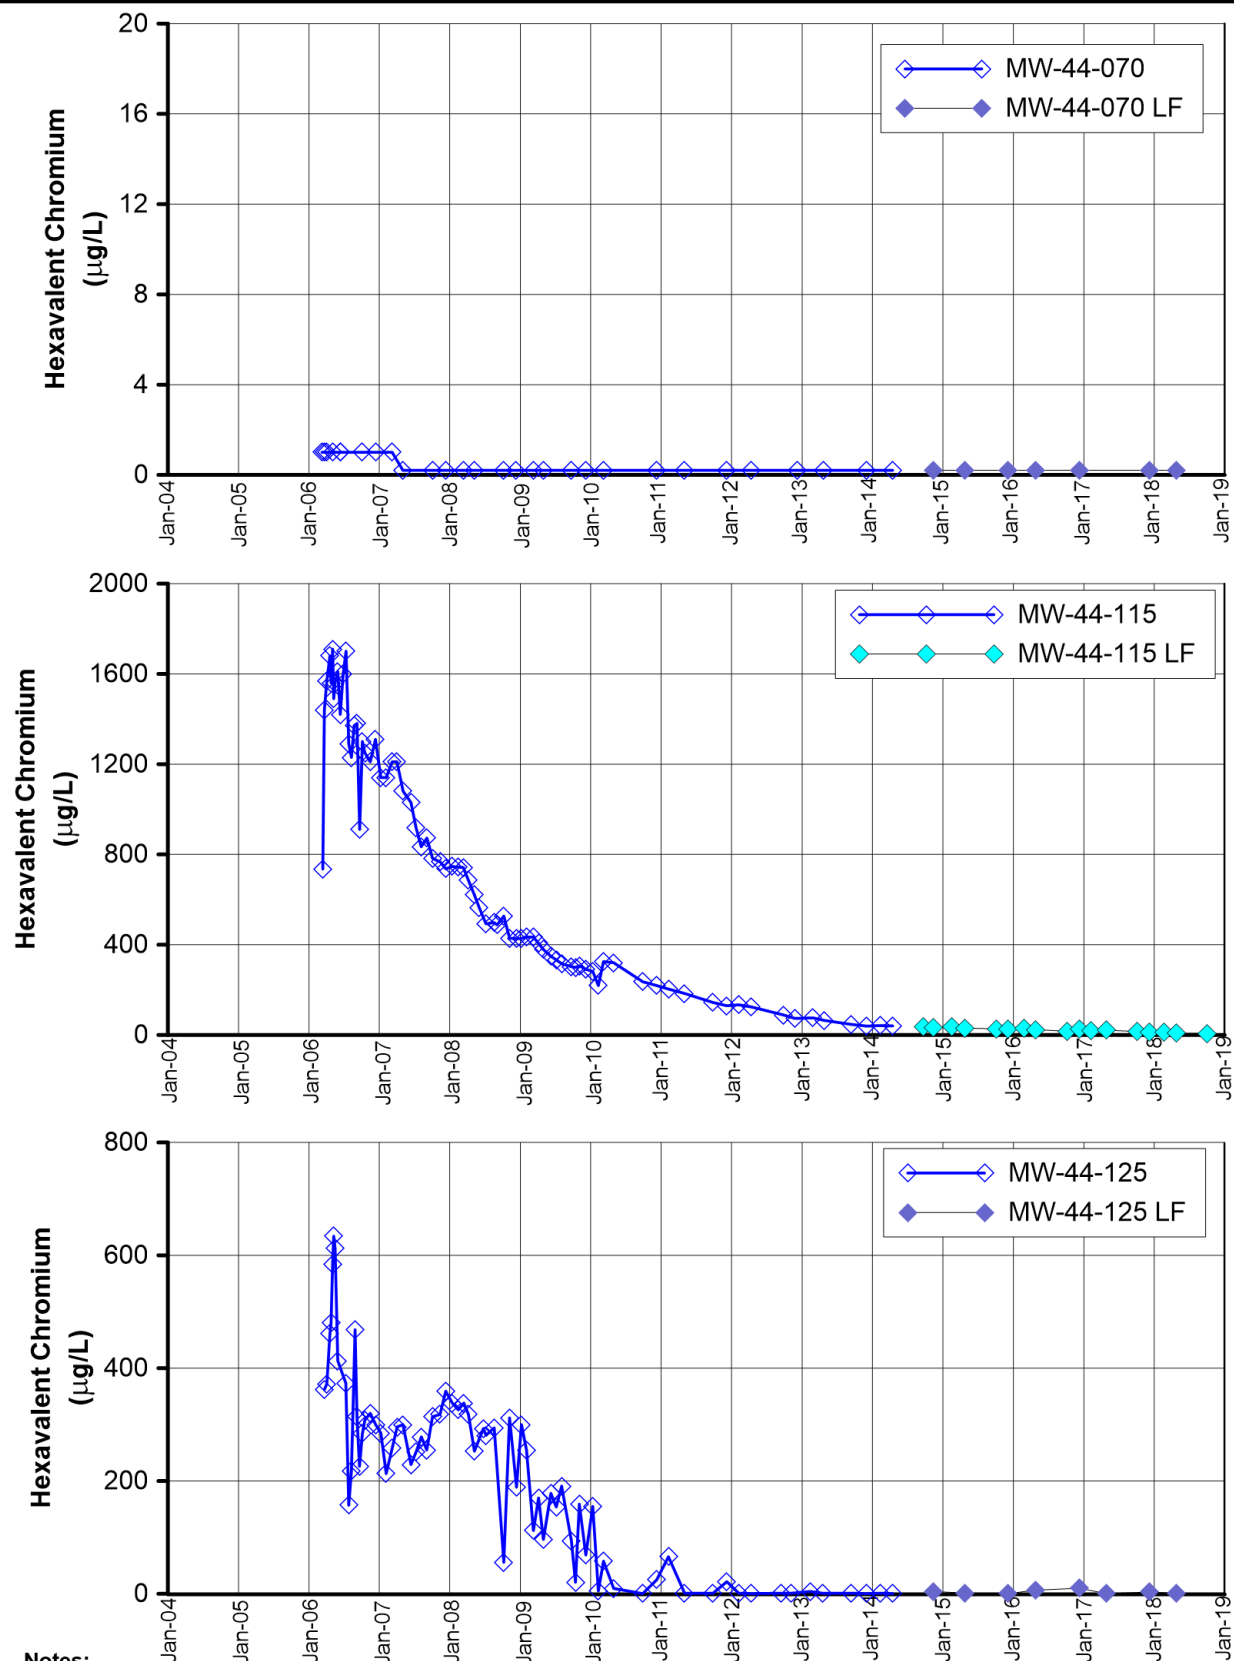 20
16
12
8
4
0
Hexavalent Chromium
(µg/L)
MW-44-070
MW-44-070 LF
Jan-04
Jan-05
Jan-06
Jan-07
Jan-08
Jan-09
Jan-10
Jan-11
Jan-12
Jan-13
Jan-14
Jan-15
Jan-16
Jan-17
Jan-18
Jan-19
2000
1600
1200
800
400
0
Hexavalent Chromium
(µg/L)
MW-44-115
MW-44-115 LF
Jan-04
Jan-05
Jan-06
Jan-07
Jan-08
Jan-09
Jan-10
Jan-11
Jan-12
Jan-13
Jan-14
Jan-15
Jan-16
Jan-17
Jan-18
Jan-19
800
600
400
200
0
Hexavalent Chromium
(µg/L)
MW-44-125
MW-44-125 LF
Jan-04
Jan-05
Jan-06
Jan-07
Jan-08
Jan-09
Jan-10
Jan-11
Jan-12
Jan-13
Jan-14
Jan-15
Jan-16
Jan-17
Jan-18
Jan-19
Notes: